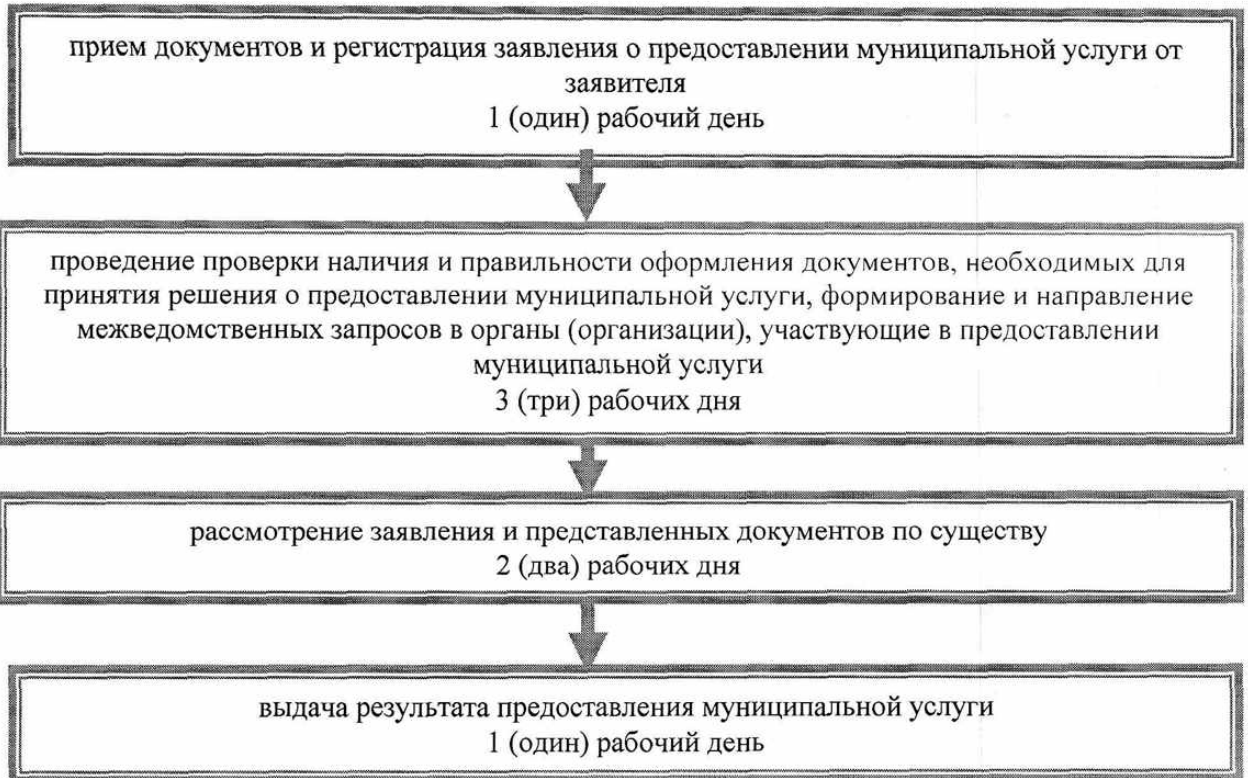 прием документов и регистрация заявления о предоставлении муниципальной услуги от
заявителя
1 (один) рабочий день
проведение проверки наличия и правильности оформления документов, необходимых для
принятия решения о предоставлении муниципальной услуги, формирование и направление
межведомственных запросов в органы (организации), участвующие в предоставлении
муниципальной услуги
3 (три) рабочих дня
рассмотрение заявления и представленных документов по существу
2 (два) рабочих дня
выдача результата предоставления муниципальной услуги
1 (один) рабочий день